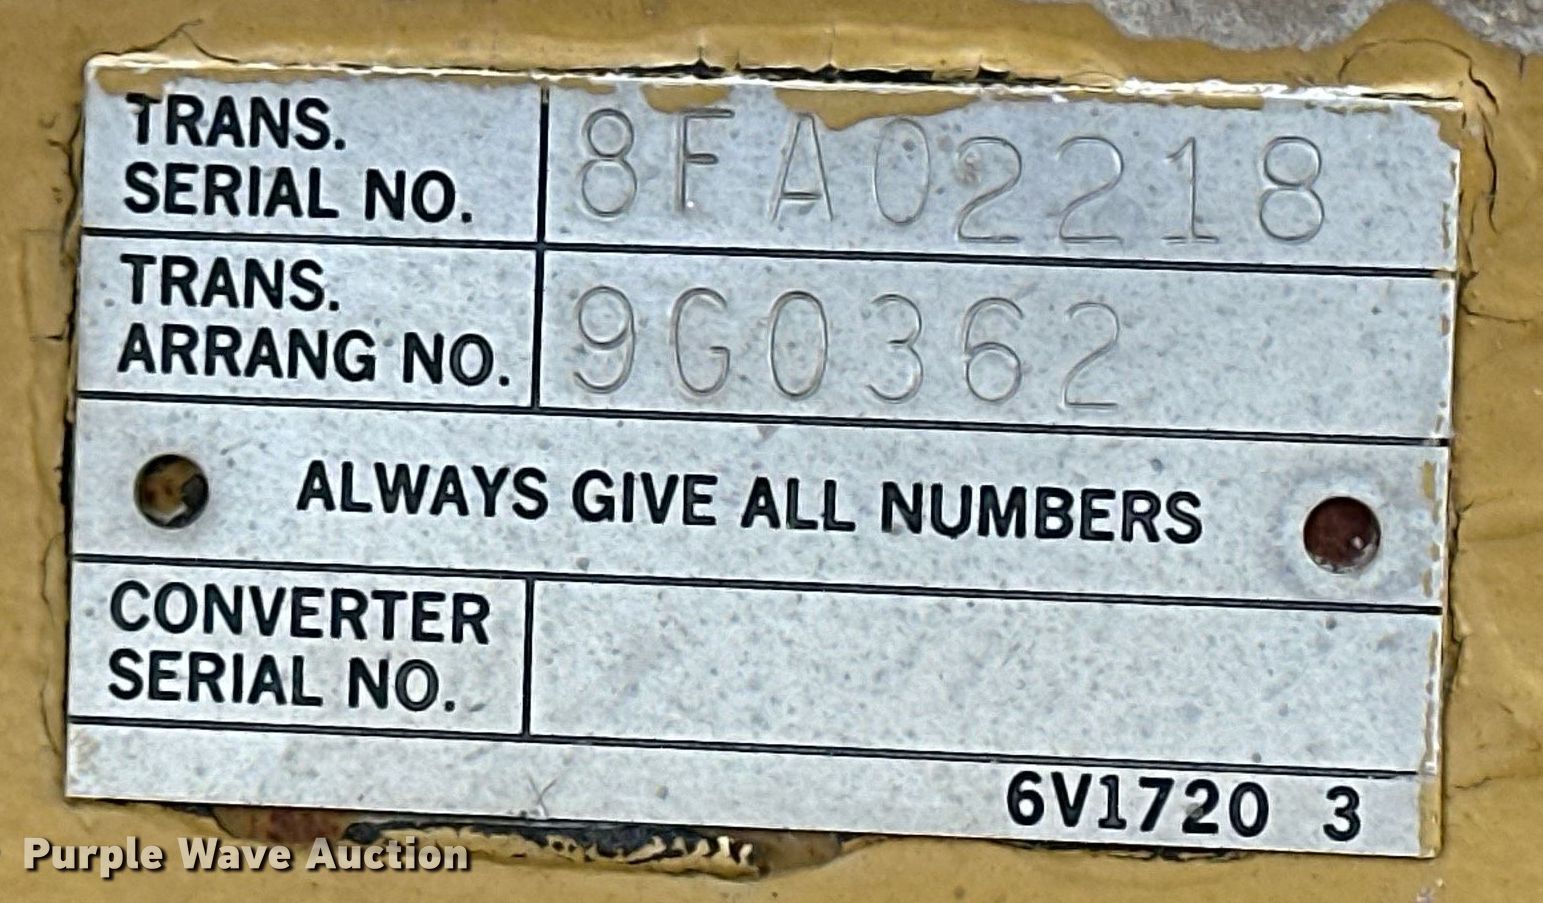 TRANS.
SERIAL NO. 8FA02218
TRANS.
ARRANG NO. 9G0362
ALWAYS GIVE ALL NUMBERS
CONVERTER
SERIAL NO.
6V1720 3
Purple Wave Auction